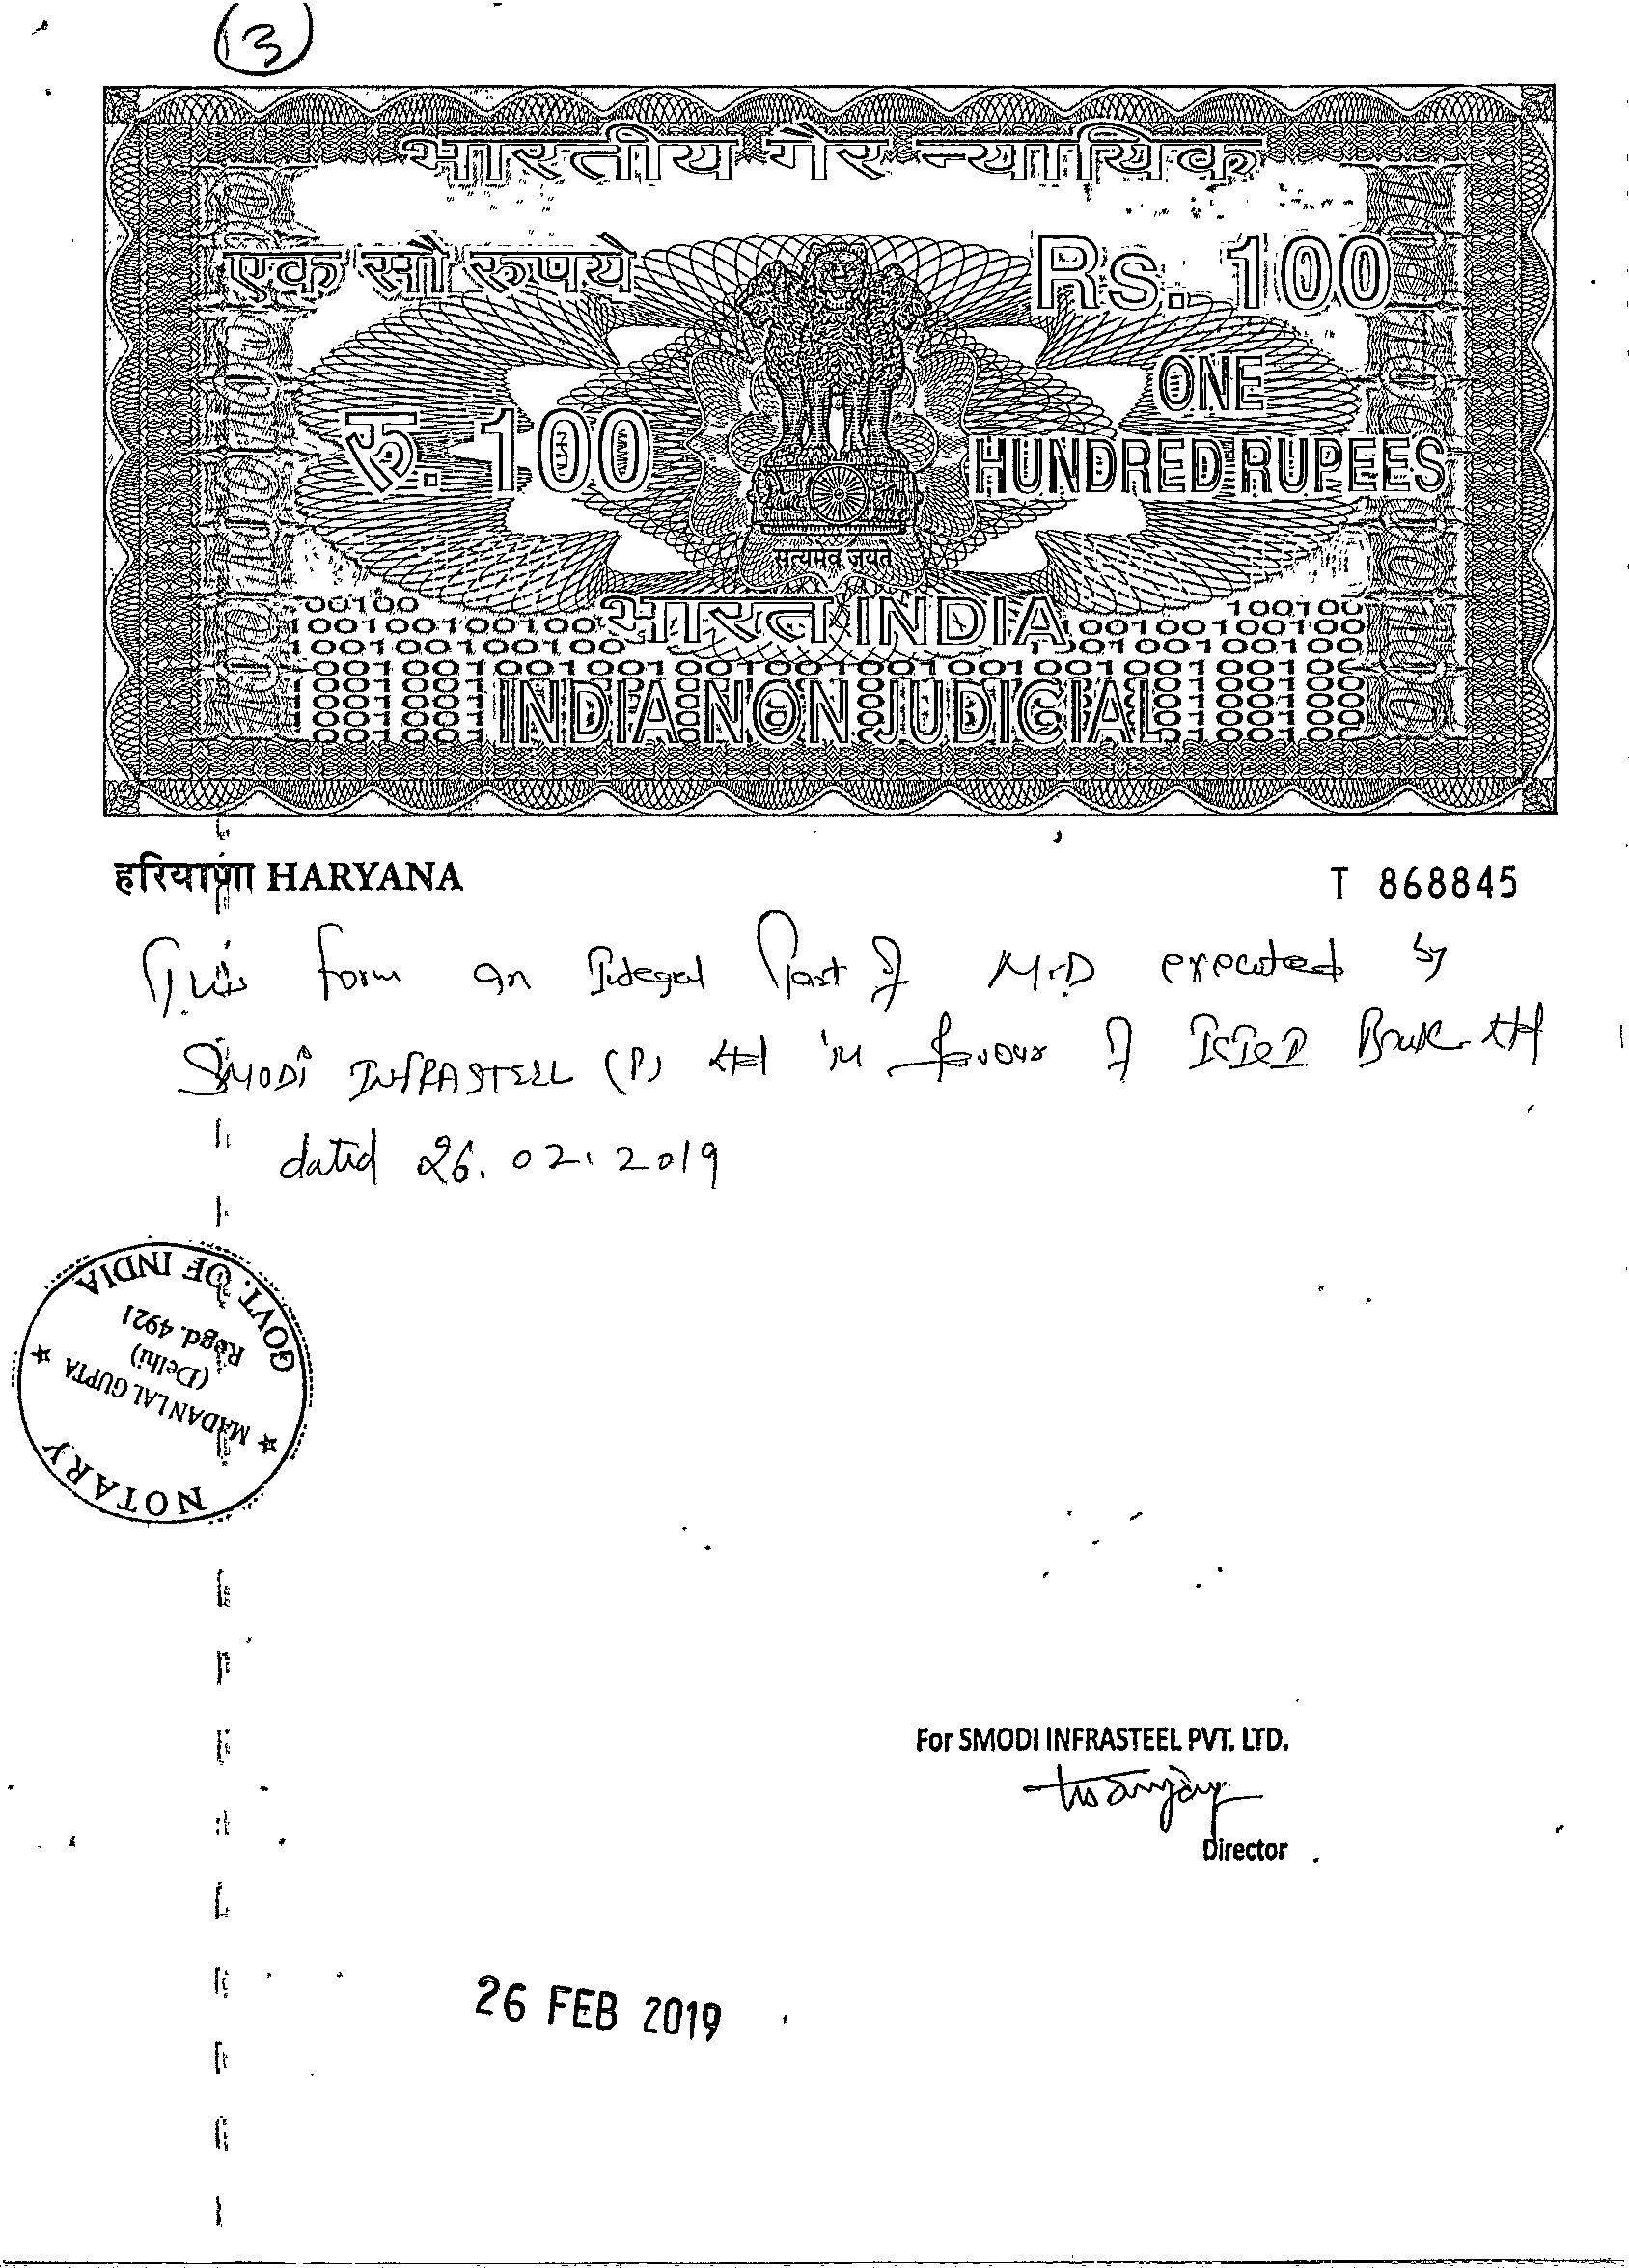 (3)
भारतीय गैर न्यायिक
एक सौ रुपये
Rs. 100
रु. 100
ONE
HUNDRED RUPEES
सत्यमेव जयते
भारत INDIA
INDIA NON JUDICIAL
हरियाणा HARYANA
T 868845
This form an Integral Part of M.D executed by
SMODI INFRASTEEL (P) Ltd in favour of ICICI Bank Ltd
dated 26.02.2019
GOVT. OF INDIA
Regd. 4921
(Delhi)
MADAN LAL GUPTA
NOTARY
For SMODI INFRASTEEL PVT. LTD.
Director
26 FEB 2019